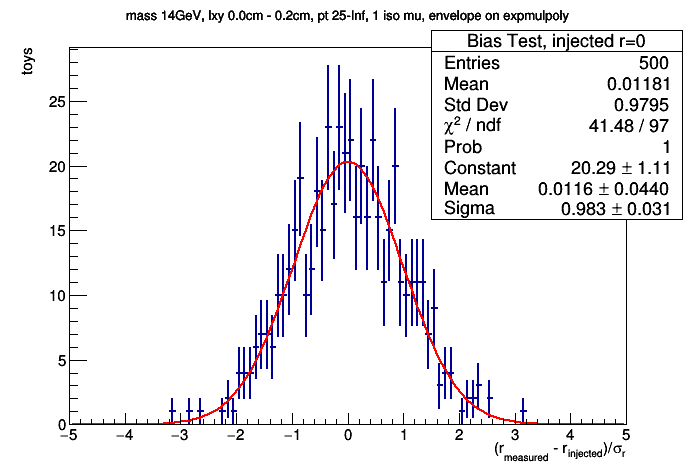 mass 14GeV, lxy 0.0cm - 0.2cm, pt 25-Inf, 1 iso mu, envelope on expmulpoly
toys
Bias Test, injected r=0
Entries 500
Mean 0.01181
Std Dev 0.9795
χ² / ndf 41.48 / 97
Prob 1
Constant 20.29 ± 1.11
Mean 0.0116 ± 0.0440
Sigma 0.983 ± 0.031
25
20
15
10
5
0
−5 −4 −3 −2 −1 0 1 2 3 4 5
(r_measured - r_injected)/σ_r